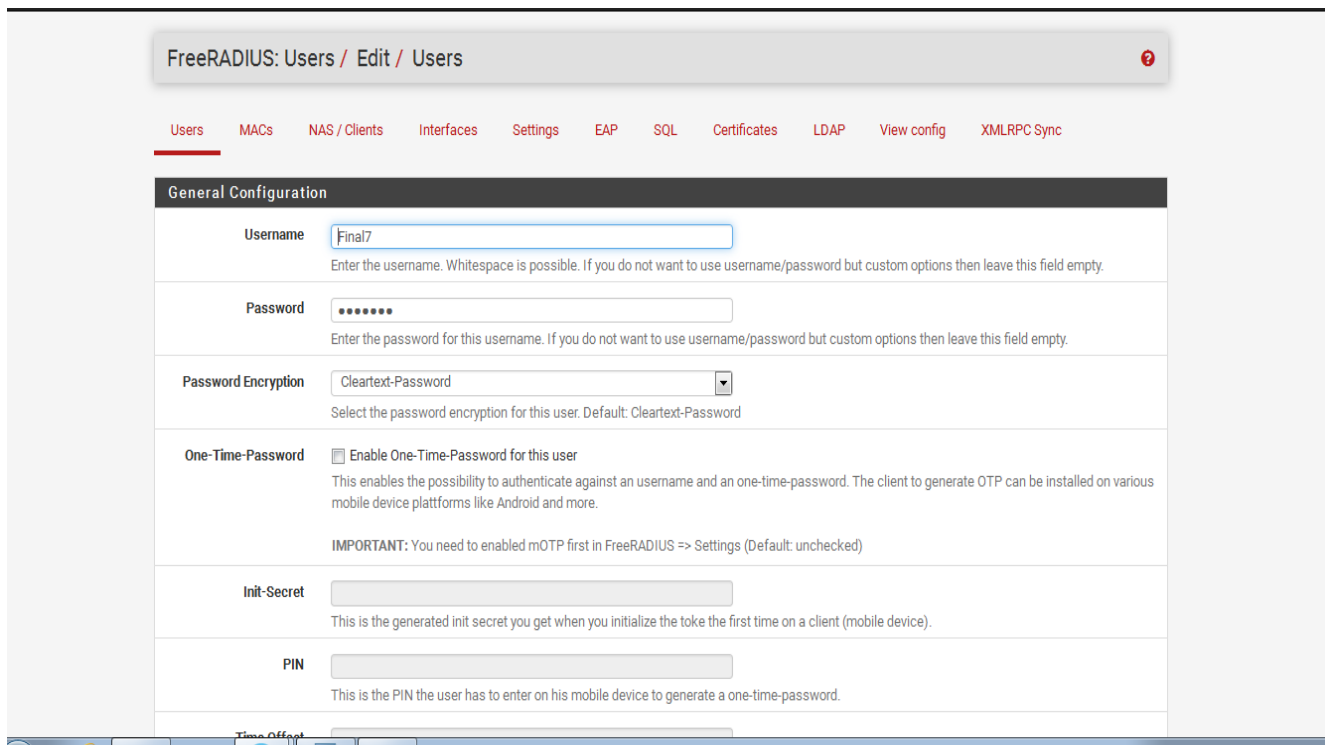 FreeRADIUS: Users / Edit / Users
Users MACs NAS / Clients Interfaces Settings EAP SQL Certificates LDAP View config XMLRPC Sync
General Configuration
Username Final7
Enter the username. Whitespace is possible. If you do not want to use username/password but custom options then leave this field empty.
Password •••••••
Enter the password for this username. If you do not want to use username/password but custom options then leave this field empty.
Password Encryption Cleartext-Password
Select the password encryption for this user. Default: Cleartext-Password
One-Time-Password Enable One-Time-Password for this user
This enables the possibility to authenticate against an username and an one-time-password. The client to generate OTP can be installed on various
mobile device plattforms like Android and more.
IMPORTANT: You need to enabled mOTP first in FreeRADIUS => Settings (Default: unchecked)
Init-Secret
This is the generated init secret you get when you initialize the toke the first time on a client (mobile device).
PIN
This is the PIN the user has to enter on his mobile device to generate a one-time-password.
Time Offset